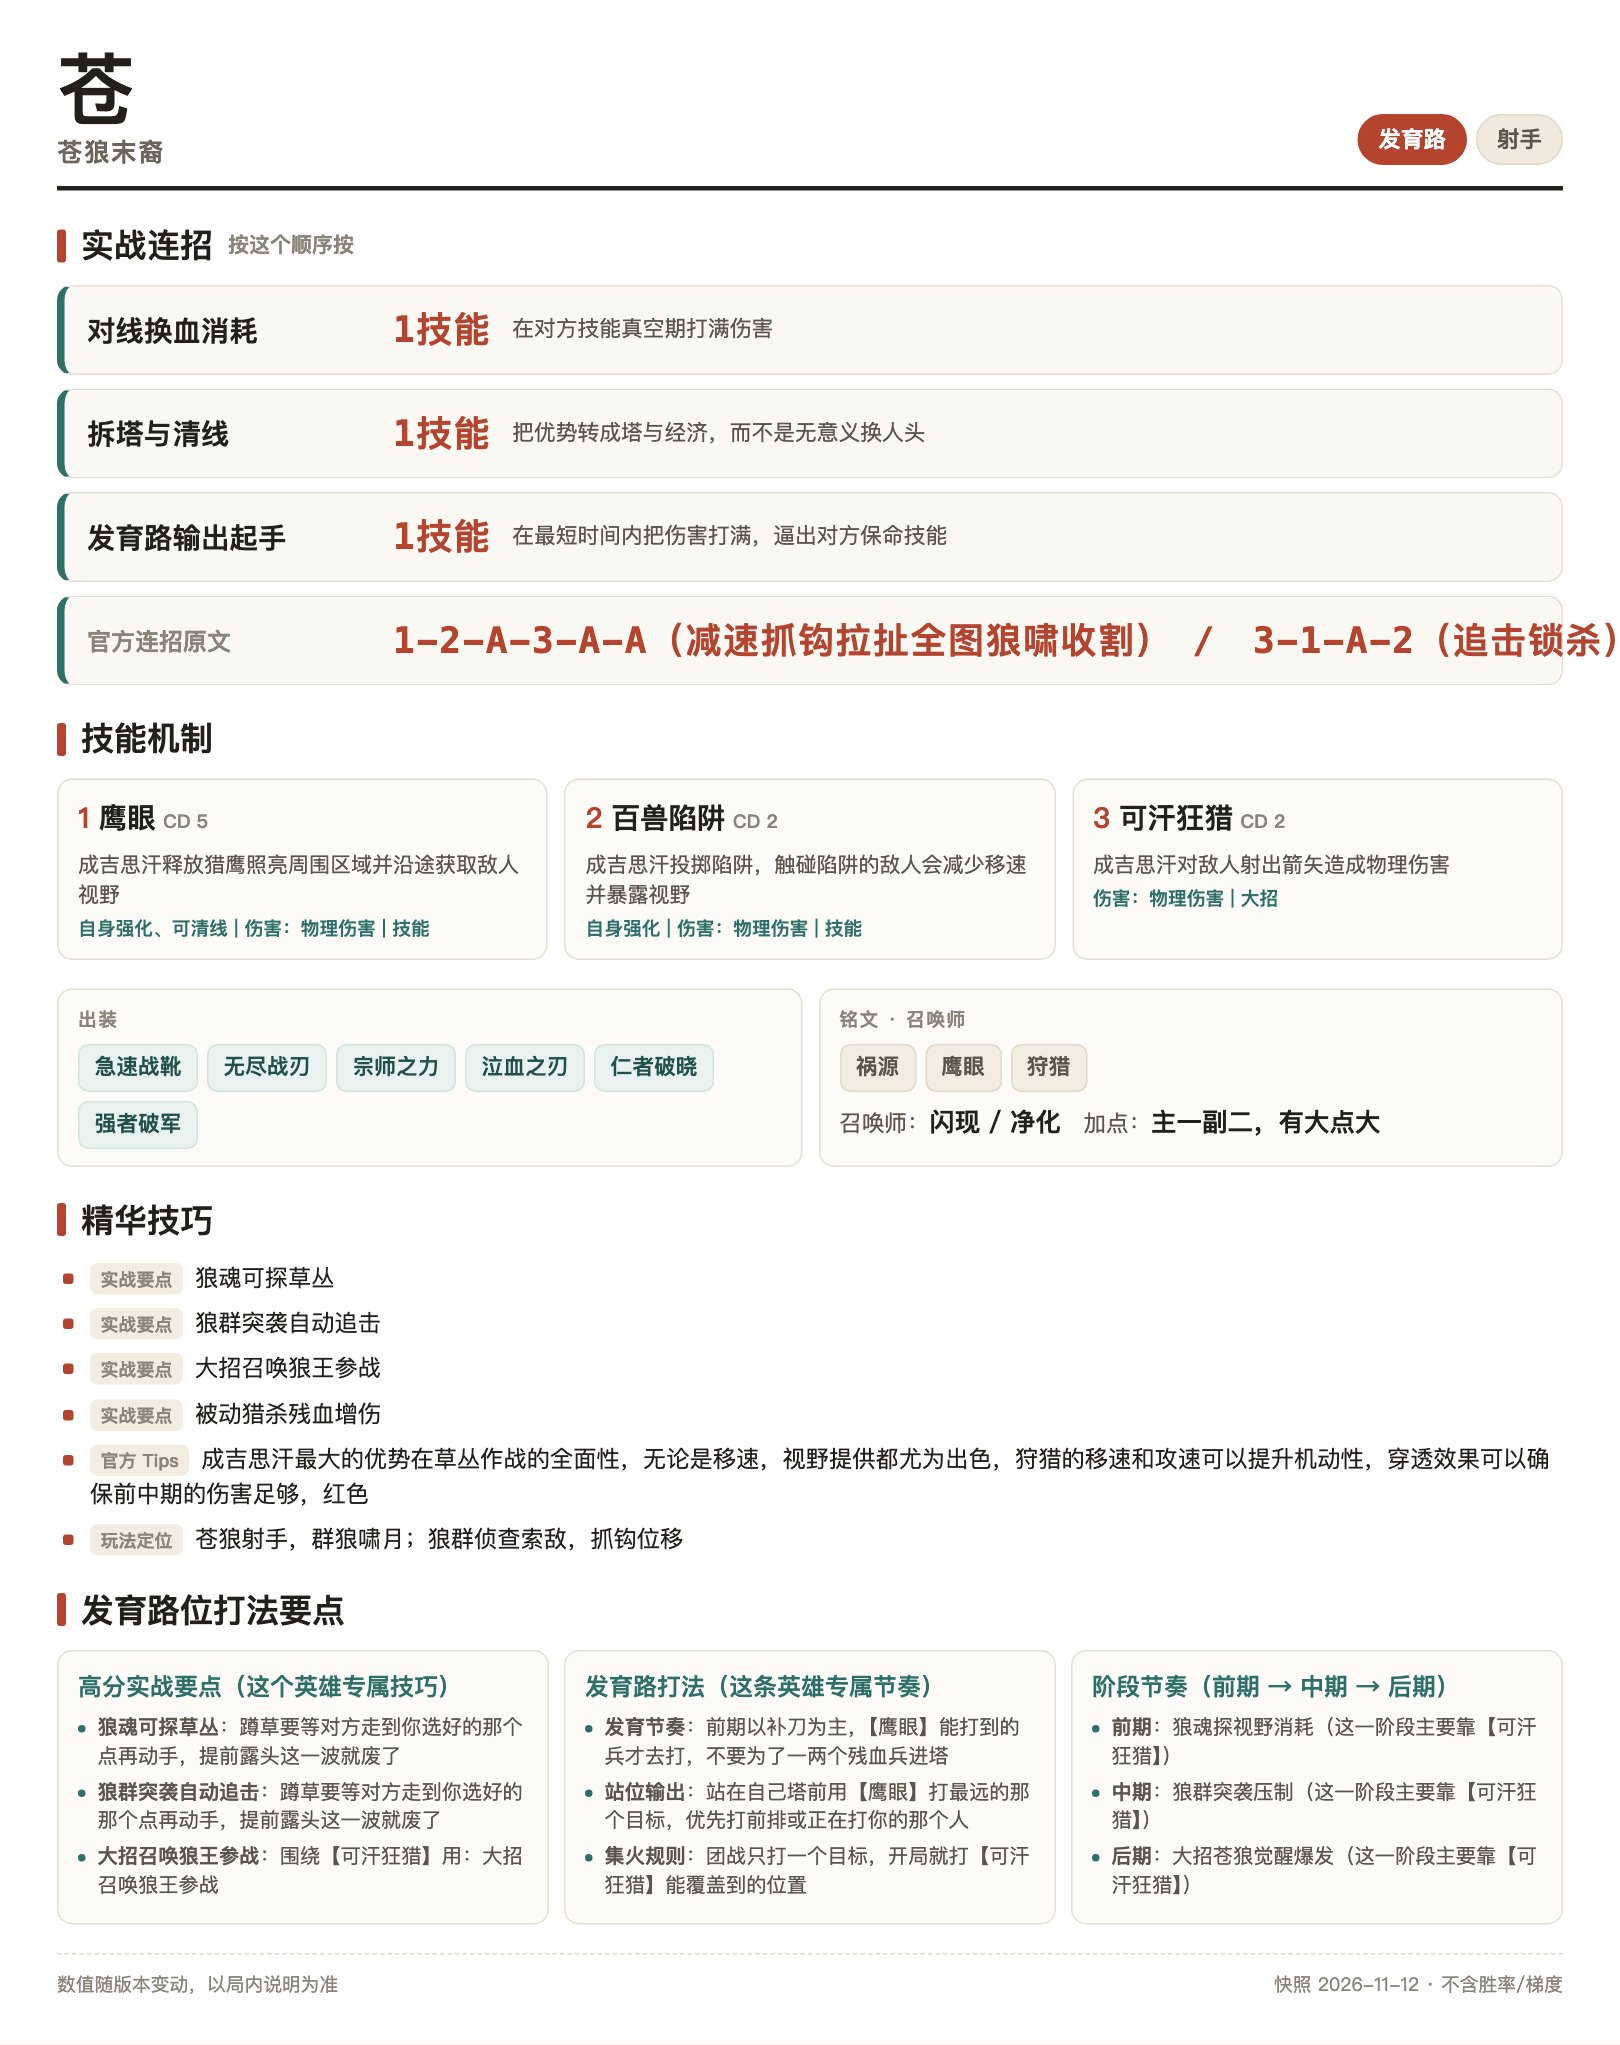 苍
苍狼末裔
发育路 射手
实战连招 按这个顺序按
对线换血消耗 1技能 在对方技能真空期打满伤害
拆塔与清线 1技能 把优势转成塔与经济，而不是无意义换人头
发育路输出起手 1技能 在最短时间内把伤害打满，逼出对方保命技能
官方连招原文 1-2-A-3-A-A（减速抓钩拉扯全图狼啸收割） / 3-1-A-2（追击锁杀）
技能机制
1 鹰眼 CD 5
成吉思汗释放猎鹰照亮周围区域并沿途获取敌人
视野
自身强化、可清线 | 伤害：物理伤害 | 技能
2 百兽陷阱 CD 2
成吉思汗投掷陷阱，触碰陷阱的敌人会减少移速
并暴露视野
自身强化 | 伤害：物理伤害 | 技能
3 可汗狂猎 CD 2
成吉思汗对敌人射出箭矢造成物理伤害
伤害：物理伤害 | 大招
出装
急速战靴 无尽战刃 宗师之力 泣血之刃 仁者破晓
强者破军
铭文 · 召唤师
祸源 鹰眼 狩猎
召唤师：闪现 / 净化 加点：主一副二，有大点大
精华技巧
实战要点 狼魂可探草丛
实战要点 狼群突袭自动追击
实战要点 大招召唤狼王参战
实战要点 被动猎杀残血增伤
官方 Tips 成吉思汗最大的优势在草丛作战的全面性，无论是移速，视野提供都尤为出色，狩猎的移速和攻速可以提升机动性，穿透效果可以确
保前中期的伤害足够，红色
玩法定位 苍狼射手，群狼啸月；狼群侦查索敌，抓钩位移
发育路位打法要点
高分实战要点（这个英雄专属技巧）
狼魂可探草丛：蹲草要等对方走到你选好的那个
点再动手，提前露头这一波就废了
狼群突袭自动追击：蹲草要等对方走到你选好的
那个点再动手，提前露头这一波就废了
大招召唤狼王参战：围绕【可汗狂猎】用：大招
召唤狼王参战
发育路打法（这条英雄专属节奏）
发育节奏：前期以补刀为主，【鹰眼】能打到的
兵才去打，不要为了一两个残血兵进塔
站位输出：站在自己塔前用【鹰眼】打最远的那
个目标，优先打前排或正在打你的那个人
集火规则：团战只打一个目标，开局就打【可汗
狂猎】能覆盖到的位置
阶段节奏（前期 → 中期 → 后期）
前期：狼魂探视野消耗（这一阶段主要靠【可汗
狂猎】）
中期：狼群突袭压制（这一阶段主要靠【可汗狂
猎】）
后期：大招苍狼觉醒爆发（这一阶段主要靠【可
汗狂猎】）
数值随版本变动，以局内说明为准
快照 2026-11-12 · 不含胜率/梯度